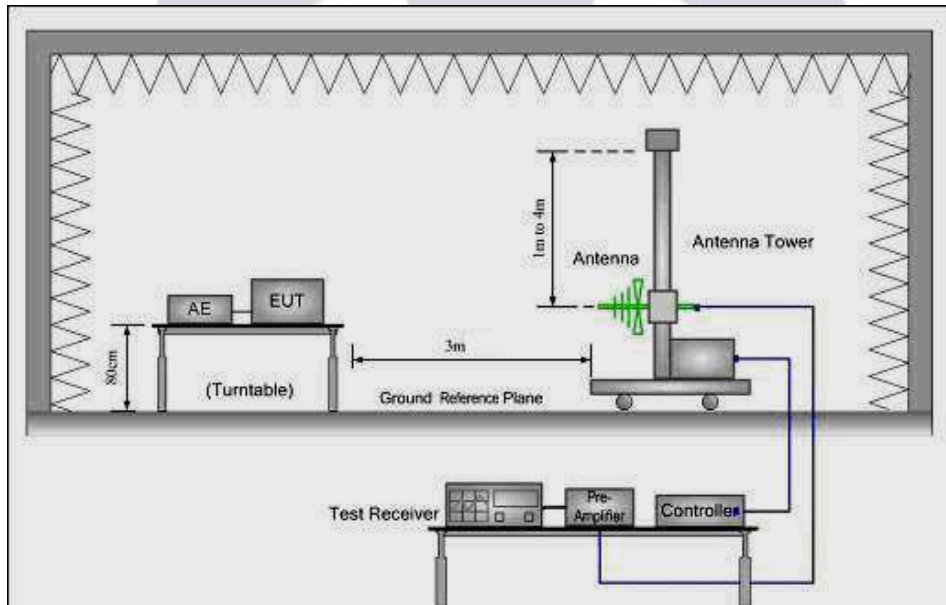 1m to 4m
Antenna
Antenna Tower
AE
EUT
80cm
3m
(Turntable)
Ground Reference Plane
Test Receiver
Pre-
Amplifier
Controller